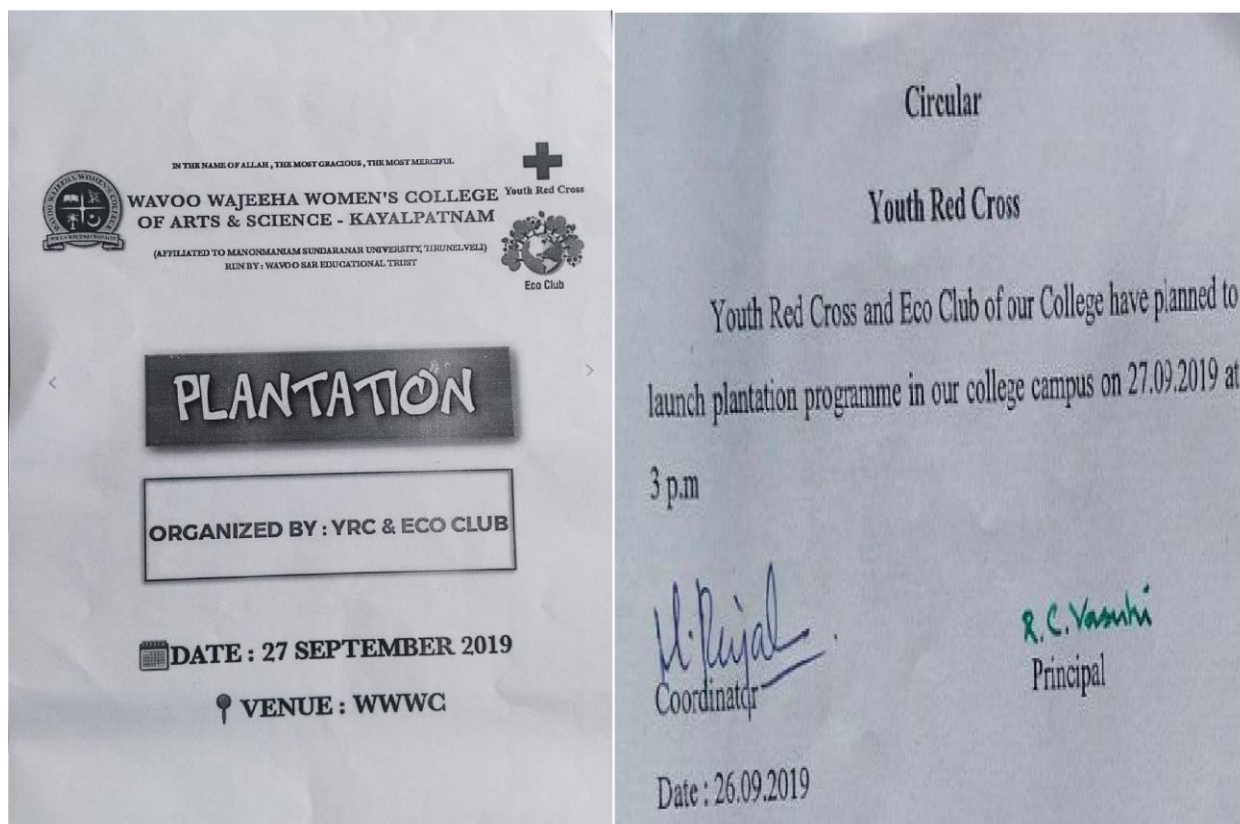 IN THE NAME OF ALLAH , THE MOST GRACIOUS , THE MOST MERCIFUL
WAVOO WAJEEHA WOMEN'S COLLEGE
OF ARTS & SCIENCE - KAYALPATNAM
(AFFILIATED TO MANONMANIAM SUNDARANAR UNIVERSITY, TIRUNELVELI)
RUN BY : WAVOO SAR EDUCATIONAL TRUST
Youth Red Cross
Eco Club
PLANTATION
ORGANIZED BY : YRC & ECO CLUB
DATE : 27 SEPTEMBER 2019
VENUE : WWWC
Circular
Youth Red Cross
Youth Red Cross and Eco Club of our College have planned to
launch plantation programme in our college campus on 27.09.2019 at
3 p.m
R. C. Vasuhi
Coordinator
Principal
Date : 26.09.2019